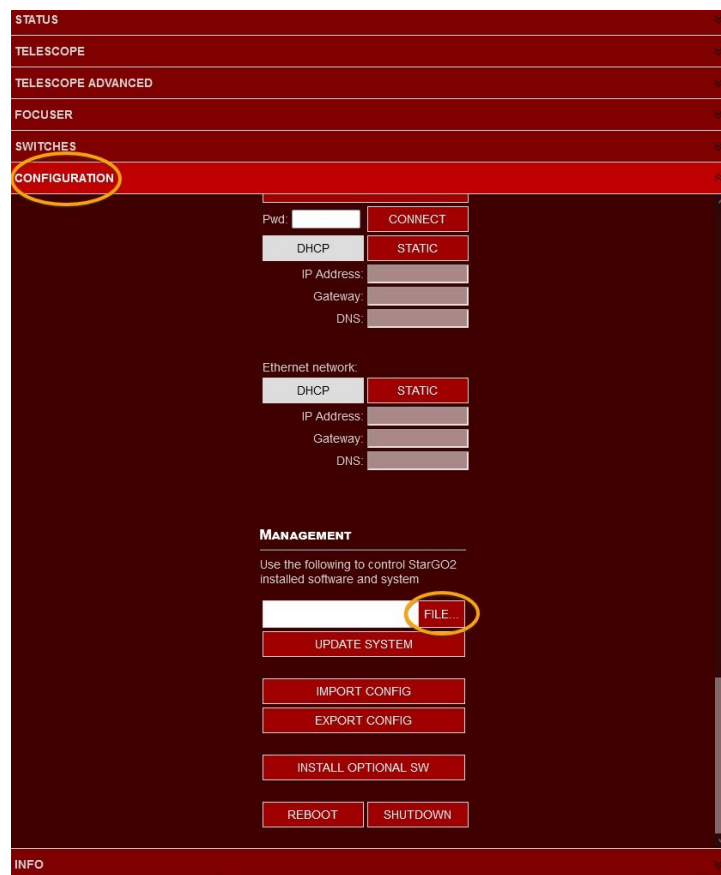 STATUS
TELESCOPE
TELESCOPE ADVANCED
FOCUSER
SWITCHES
CONFIGURATION
Pwd: CONNECT
DHCP STATIC
IP Address:
Gateway:
DNS:
Ethernet network:
DHCP STATIC
IP Address:
Gateway:
DNS:
MANAGEMENT
Use the following to control StarGO2
installed software and system
FILE...
UPDATE SYSTEM
IMPORT CONFIG
EXPORT CONFIG
INSTALL OPTIONAL SW
REBOOT SHUTDOWN
INFO